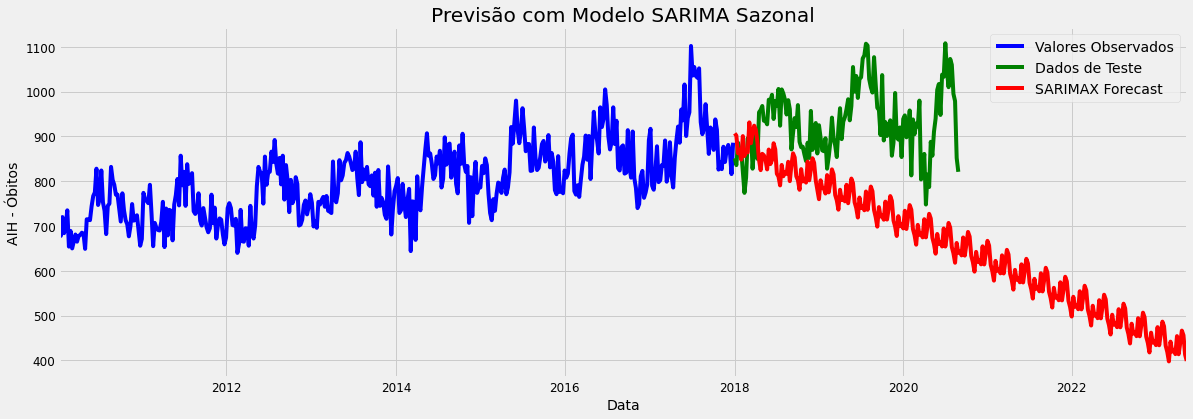 Previsão com Modelo SARIMA Sazonal
Valores Observados
Dados de Teste
SARIMAX Forecast
AIH - Óbitos
1100
1000
900
800
700
600
500
400
2012
2014
2016
2018
2020
2022
Data